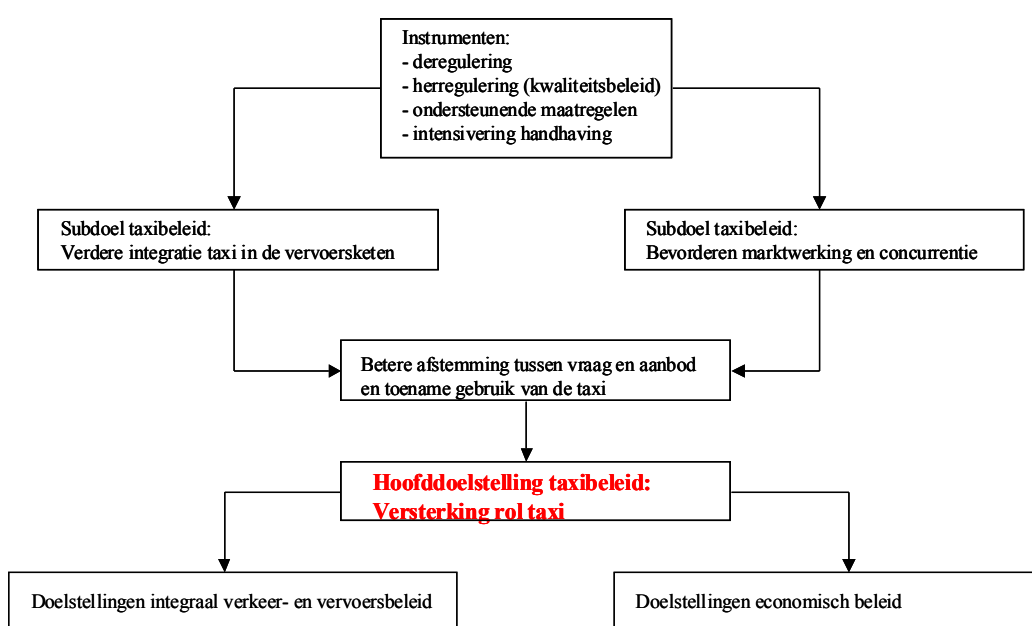 Instrumenten:
- deregulering
- herregulering (kwaliteitsbeleid)
- ondersteunende maatregelen
- intensivering handhaving
Subdoel taxibeleid:
Verdere integratie taxi in de vervoersketen
Subdoel taxibeleid:
Bevorderen marktwerking en concurrentie
Betere afstemming tussen vraag en aanbod
en toename gebruik van de taxi
Hoofddoelstelling taxibeleid:
Versterking rol taxi
Doelstellingen integraal verkeer- en vervoersbeleid
Doelstellingen economisch beleid